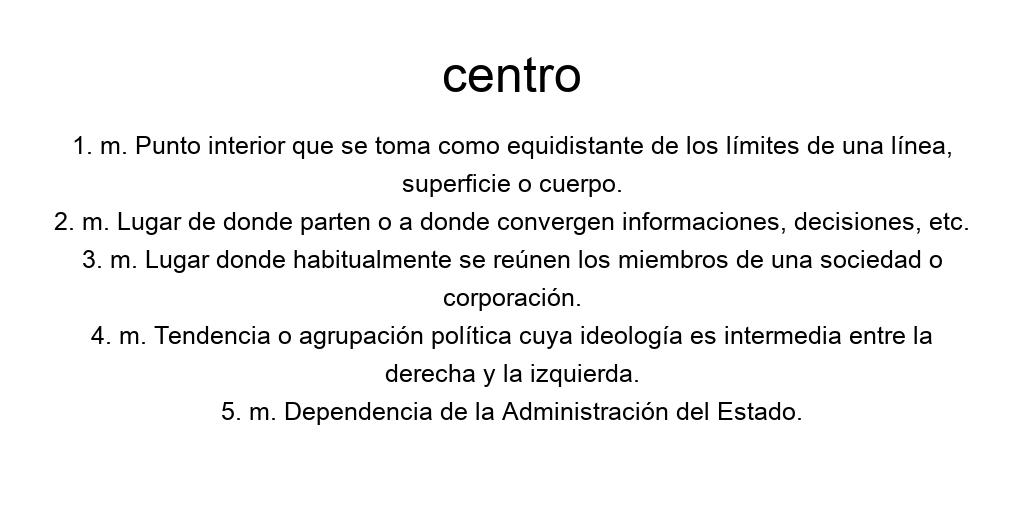 centro
1. m. Punto interior que se toma como equidistante de los límites de una línea,
superficie o cuerpo.
2. m. Lugar de donde parten o a donde convergen informaciones, decisiones, etc.
3. m. Lugar donde habitualmente se reúnen los miembros de una sociedad o
corporación.
4. m. Tendencia o agrupación política cuya ideología es intermedia entre la
derecha y la izquierda.
5. m. Dependencia de la Administración del Estado.